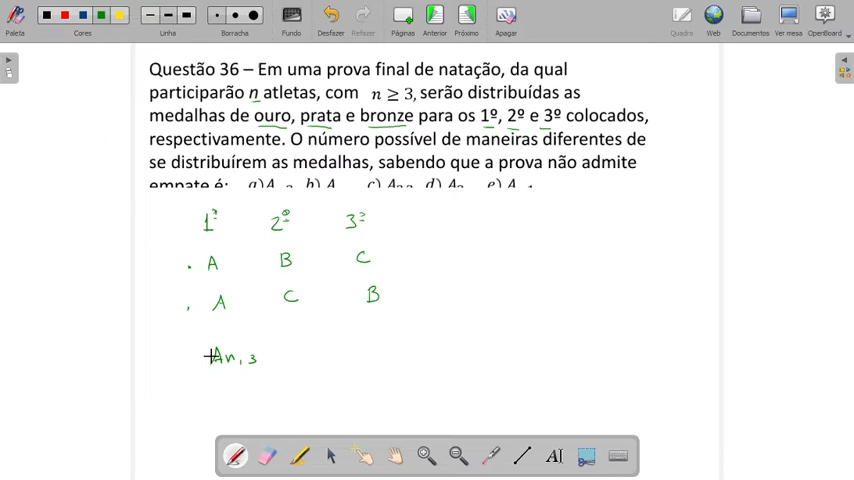 Paleta Cores Linha Borracha Fundo Desfazer Refazer Páginas Anterior Próximo Apagar Quadro Web Documentos Ver mesa OpenBoard
Questão 36 – Em uma prova final de natação, da qual
participarão n atletas, com n ≥ 3, serão distribuídas as
medalhas de ouro, prata e bronze para os 1º, 2º e 3º colocados,
respectivamente. O número possível de maneiras diferentes de
se distribuírem as medalhas, sabendo que a prova não admite
empate é: a) b) c) d) e)
1º 2º 3º
. A B C
. A C B
An,3
AI